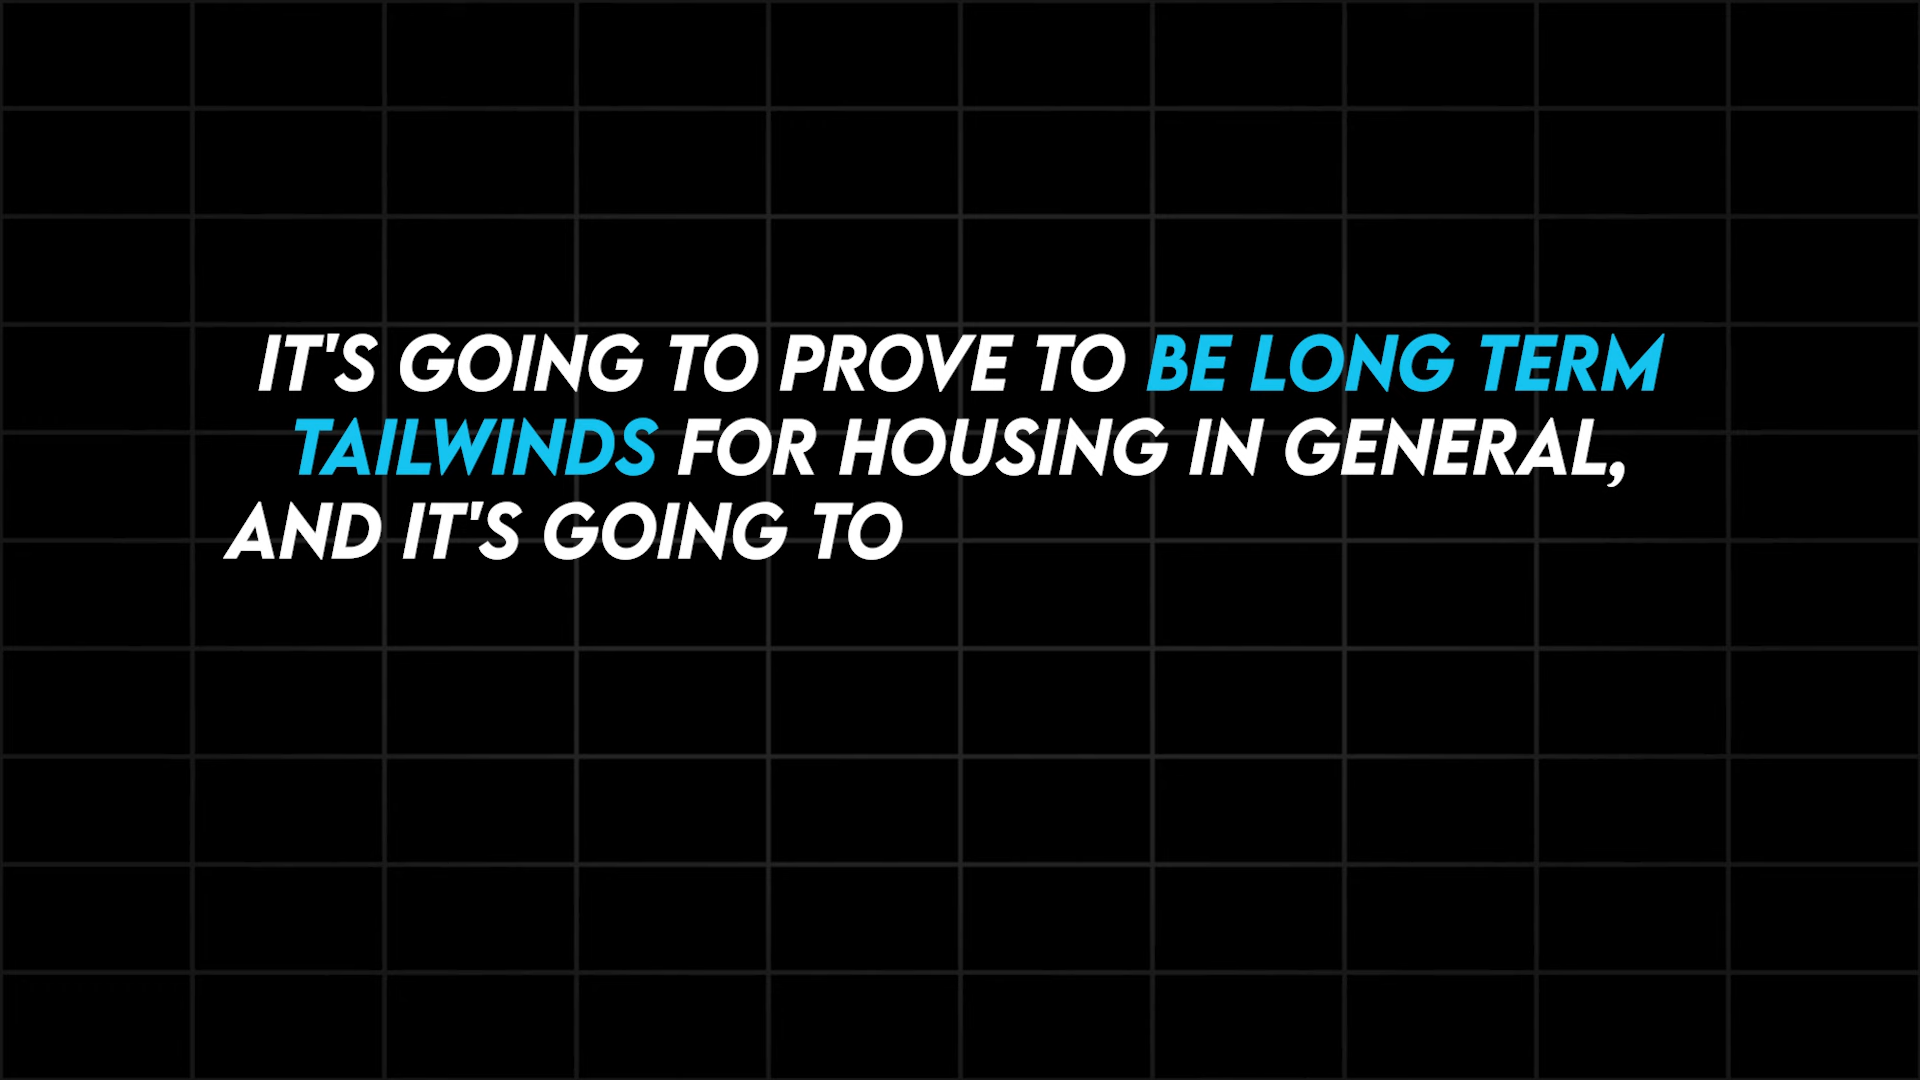 IT'S GOING TO PROVE TO BE LONG TERM
TAILWINDS FOR HOUSING IN GENERAL,
AND IT'S GOING TO